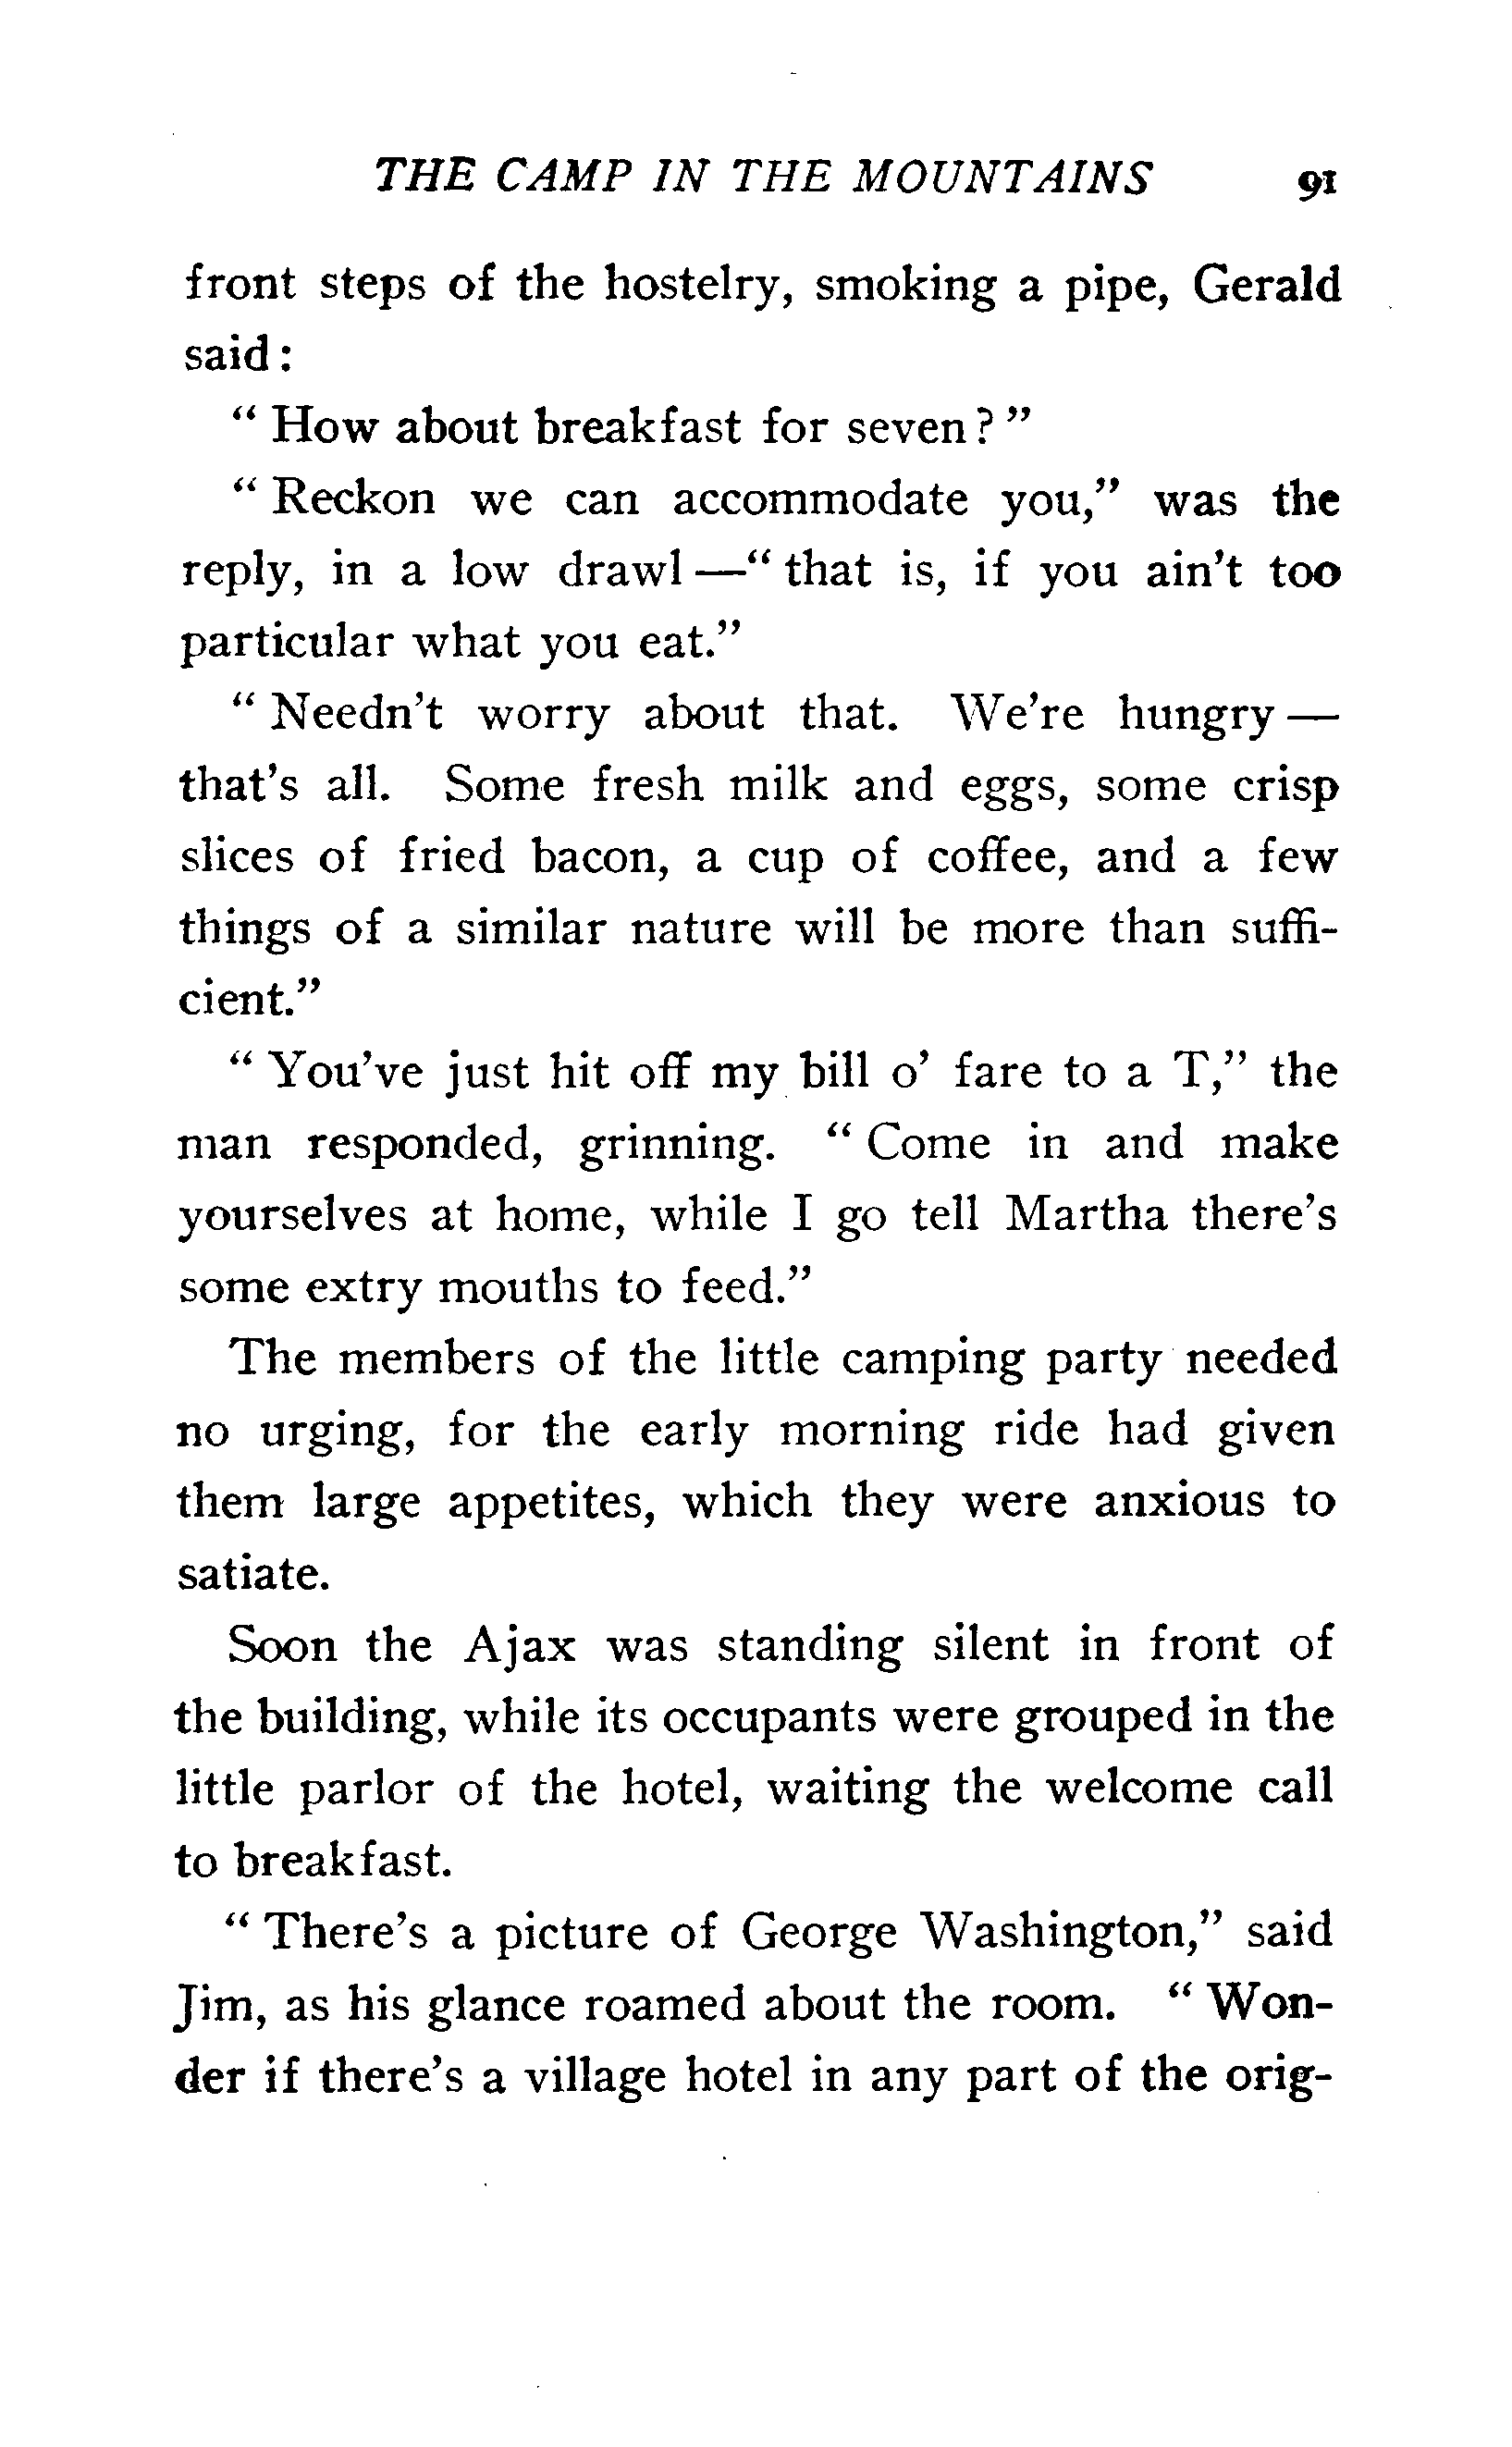 THE CAMP IN THE MOUNTAINS 91
front steps of the hostelry, smoking a pipe, Gerald
said:
" How about breakfast for seven? "
" Reckon we can accommodate you," was the
reply, in a low drawl —" that is, if you ain't too
particular what you eat."
" Needn't worry about that. We're hungry —
that's all. Some fresh milk and eggs, some crisp
slices of fried bacon, a cup of coffee, and a few
things of a similar nature will be more than suffi-
cient."
" You've just hit off my bill o' fare to a T," the
man responded, grinning. " Come in and make
yourselves at home, while I go tell Martha there's
some extry mouths to feed."
The members of the little camping party needed
no urging, for the early morning ride had given
them large appetites, which they were anxious to
satiate.
Soon the Ajax was standing silent in front of
the building, while its occupants were grouped in the
little parlor of the hotel, waiting the welcome call
to breakfast.
" There's a picture of George Washington," said
Jim, as his glance roamed about the room. " Won-
der if there's a village hotel in any part of the orig-